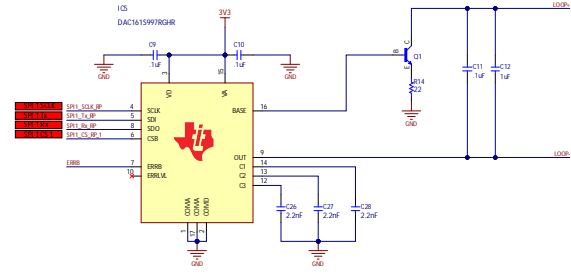 IC5
DAC161S997RGHR
3V3
LOOP+
C9
.1uF
C10
.1uF
GND
GND
3
15
VD
VA
B
C
E
Q1
R14
22
GND
C11
.1uF
C12
1uF
SPI1_SCLK_RP
4
SCLK
BASE
16
SPI1_Tx_RP
5
SDI
SPI1_Rx_RP
8
SDO
SPI1_CS_RP_1
6
CSB
9
LOOP-
OUT
ERRB
7
ERRB
C1
14
10
ERRLVL
C2
13
C3
12
COMA
COMA
COMD
1
17
2
GND
C26
2.2nF
C27
2.2nF
C28
2.2nF
GND